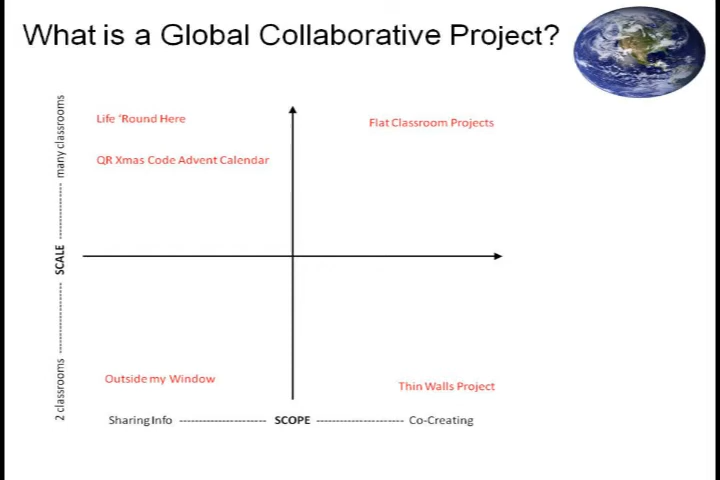 What is a Global Collaborative Project?
many classrooms
Life ‘Round Here
Flat Classroom Projects
QR Xmas Code Advent Calendar
SCALE
2 classrooms
Outside my Window
Thin Walls Project
Sharing Info ---------------------- SCOPE ---------------------- Co-Creating